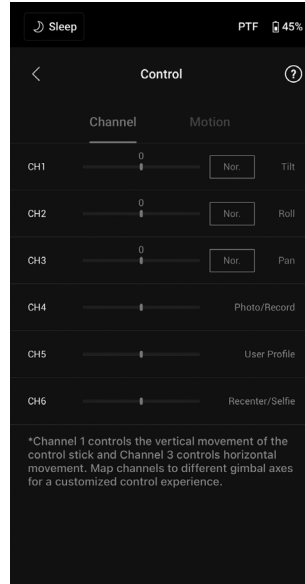 Sleep PTF 45%
Control ?
Channel Motion
0
CH1 Nor. Tilt
0
CH2 Nor. Roll
0
CH3 Nor. Pan
CH4 Photo/Record
CH5 User Profile
CH6 Recenter/Selfie
*Channel 1 controls the vertical movement of the
control stick and Channel 3 controls horizontal
movement. Map channels to different gimbal axes
for a customized control experience.